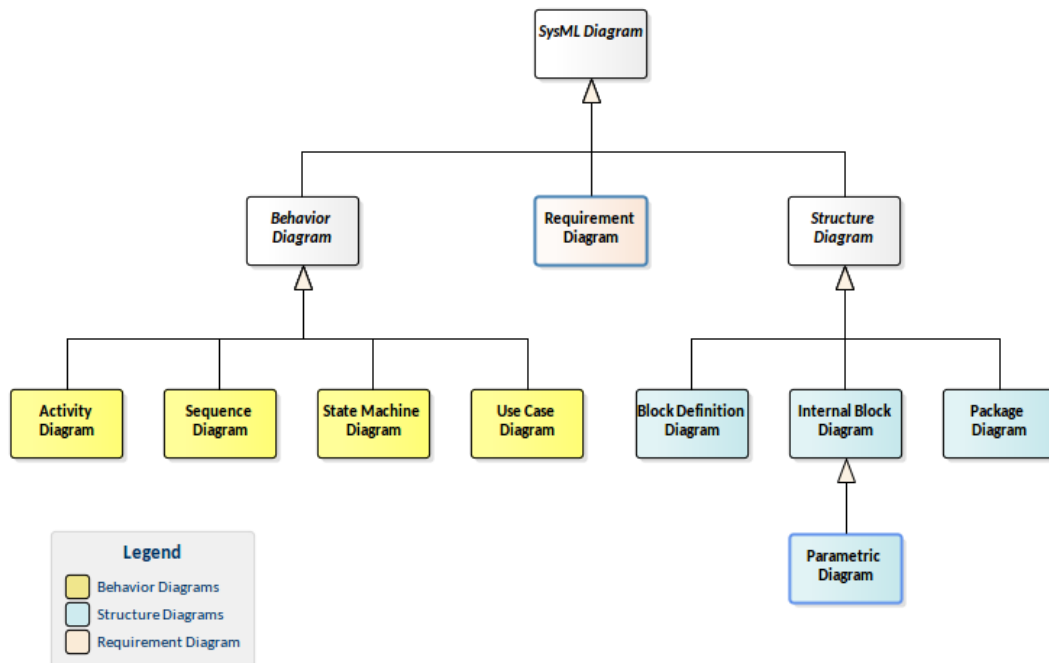 SysML Diagram
Behavior
Diagram
Requirement
Diagram
Structure
Diagram
Activity
Diagram
Sequence
Diagram
State Machine
Diagram
Use Case
Diagram
Block Definition
Diagram
Internal Block
Diagram
Package
Diagram
Parametric
Diagram
Legend
Behavior Diagrams
Structure Diagrams
Requirement Diagram